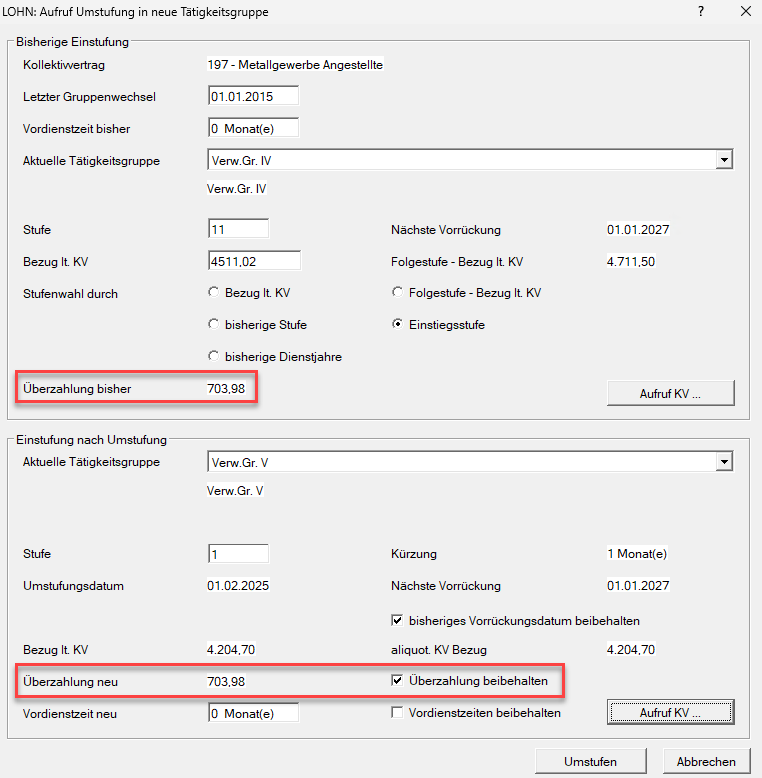 LOHN: Aufruf Umstufung in neue Tätigkeitsgruppe ?
Bisherige Einstufung
Kollektivvertrag 197 - Metallgewerbe Angestellte
Letzter Gruppenwechsel 01.01.2015
Vordienstzeit bisher 0 Monat(e)
Aktuelle Tätigkeitsgruppe Verw.Gr. IV
Verw.Gr. IV
Stufe 11 Nächste Vorrückung 01.01.2027
Bezug lt. KV 4511,02 Folgestufe - Bezug lt. KV 4.711,50
Stufenwahl durch Bezug lt. KV Folgestufe - Bezug lt. KV
bisherige Stufe Einstiegsstufe
bisherige Dienstjahre
Überzahlung bisher 703,98 Aufruf KV ...
Einstufung nach Umstufung
Aktuelle Tätigkeitsgruppe Verw.Gr. V
Verw.Gr. V
Stufe 1 Kürzung 1 Monat(e)
Umstufungsdatum 01.02.2025 Nächste Vorrückung 01.01.2027
bisheriges Vorrückungsdatum beibehalten
Bezug lt. KV 4.204,70 aliquot. KV Bezug 4.204,70
Überzahlung neu 703,98 Überzahlung beibehalten
Vordienstzeit neu 0 Monat(e) Vordienstzeiten beibehalten Aufruf KV ...
Umstufen Abbrechen